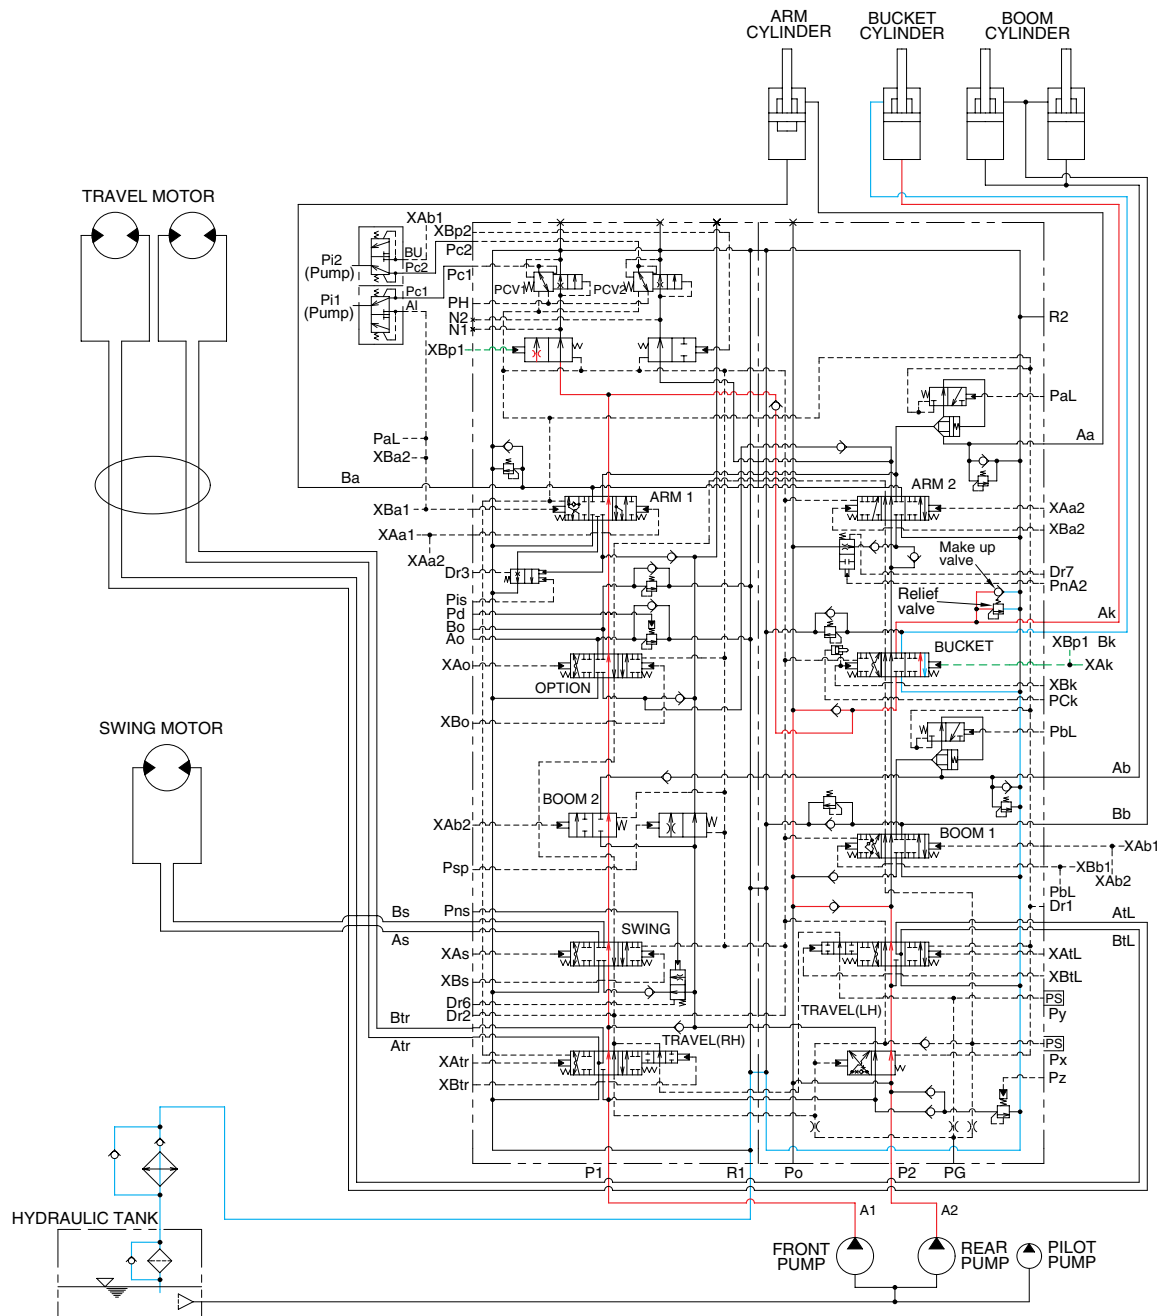 ARM
CYLINDER
BUCKET
CYLINDER
BOOM
CYLINDER
TRAVEL MOTOR
XAb1
XBp2
Pc2
Pc1
BU
Pc2
Pi2
(Pump)
Pc1
Pi1
(Pump)
AI
PCV1
PCV2
PH
N2
N1
XBp1
R2
PaL
Aa
PaL
XBa2
Ba
XBa1
XAa1
XAa2
ARM 1
ARM 2
XAa2
XBa2
Make up
valve
Relief
valve
Dr7
PnA2
Ak
Dr3
Pis
Pd
Bo
Ao
XAo
OPTION
XBo
BUCKET
XBp1
Bk
XAk
XBk
PCk
PbL
SWING MOTOR
Ab
Bb
BOOM 2
XAb2
Psp
BOOM 1
XAb1
XBb1
XAb2
PbL
Dr1
Pns
Bs
As
SWING
XAs
XBs
Dr6
Dr2
AtL
BtL
XAtL
XBtL
PS
Py
TRAVEL(LH)
Btr
Atr
TRAVEL(RH)
XAtr
XBtr
PS
Px
Pz
P1
R1
Po
P2
PG
A1
A2
HYDRAULIC TANK
FRONT
PUMP
REAR
PUMP
PILOT
PUMP